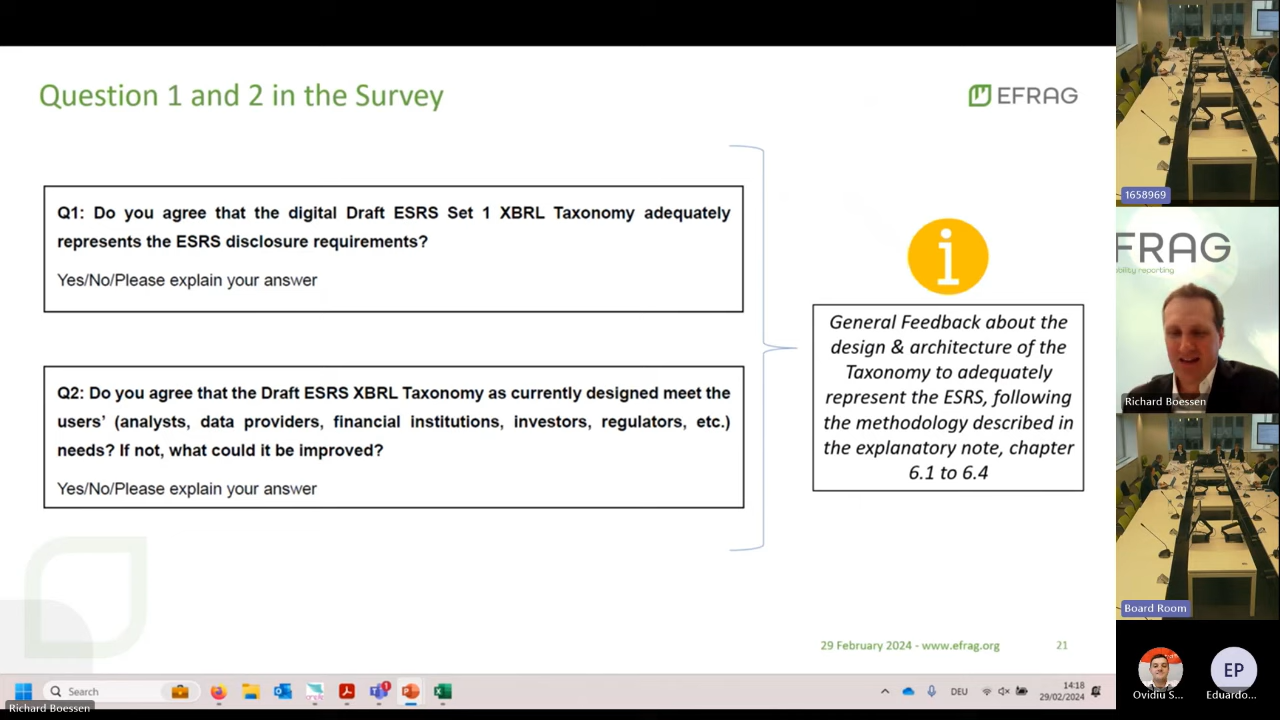 Question 1 and 2 in the Survey
EFRAG
Q1: Do you agree that the digital Draft ESRS Set 1 XBRL Taxonomy adequately
represents the ESRS disclosure requirements?
Yes/No/Please explain your answer
Q2: Do you agree that the Draft ESRS XBRL Taxonomy as currently designed meet the
users' (analysts, data providers, financial institutions, investors, regulators, etc.)
needs? If not, what could it be improved?
Yes/No/Please explain your answer
i
General Feedback about the
design & architecture of the
Taxonomy to adequately
represent the ESRS, following
the methodology described in
the explanatory note, chapter
6.1 to 6.4
29 February 2024 - www.efrag.org
21
Search
DEU
14:18
29/02/2024
Richard Boessen
1658969
FRAG
bility reporting
Richard Boessen
Board Room
EP
Ovidiu S...
Eduardo...